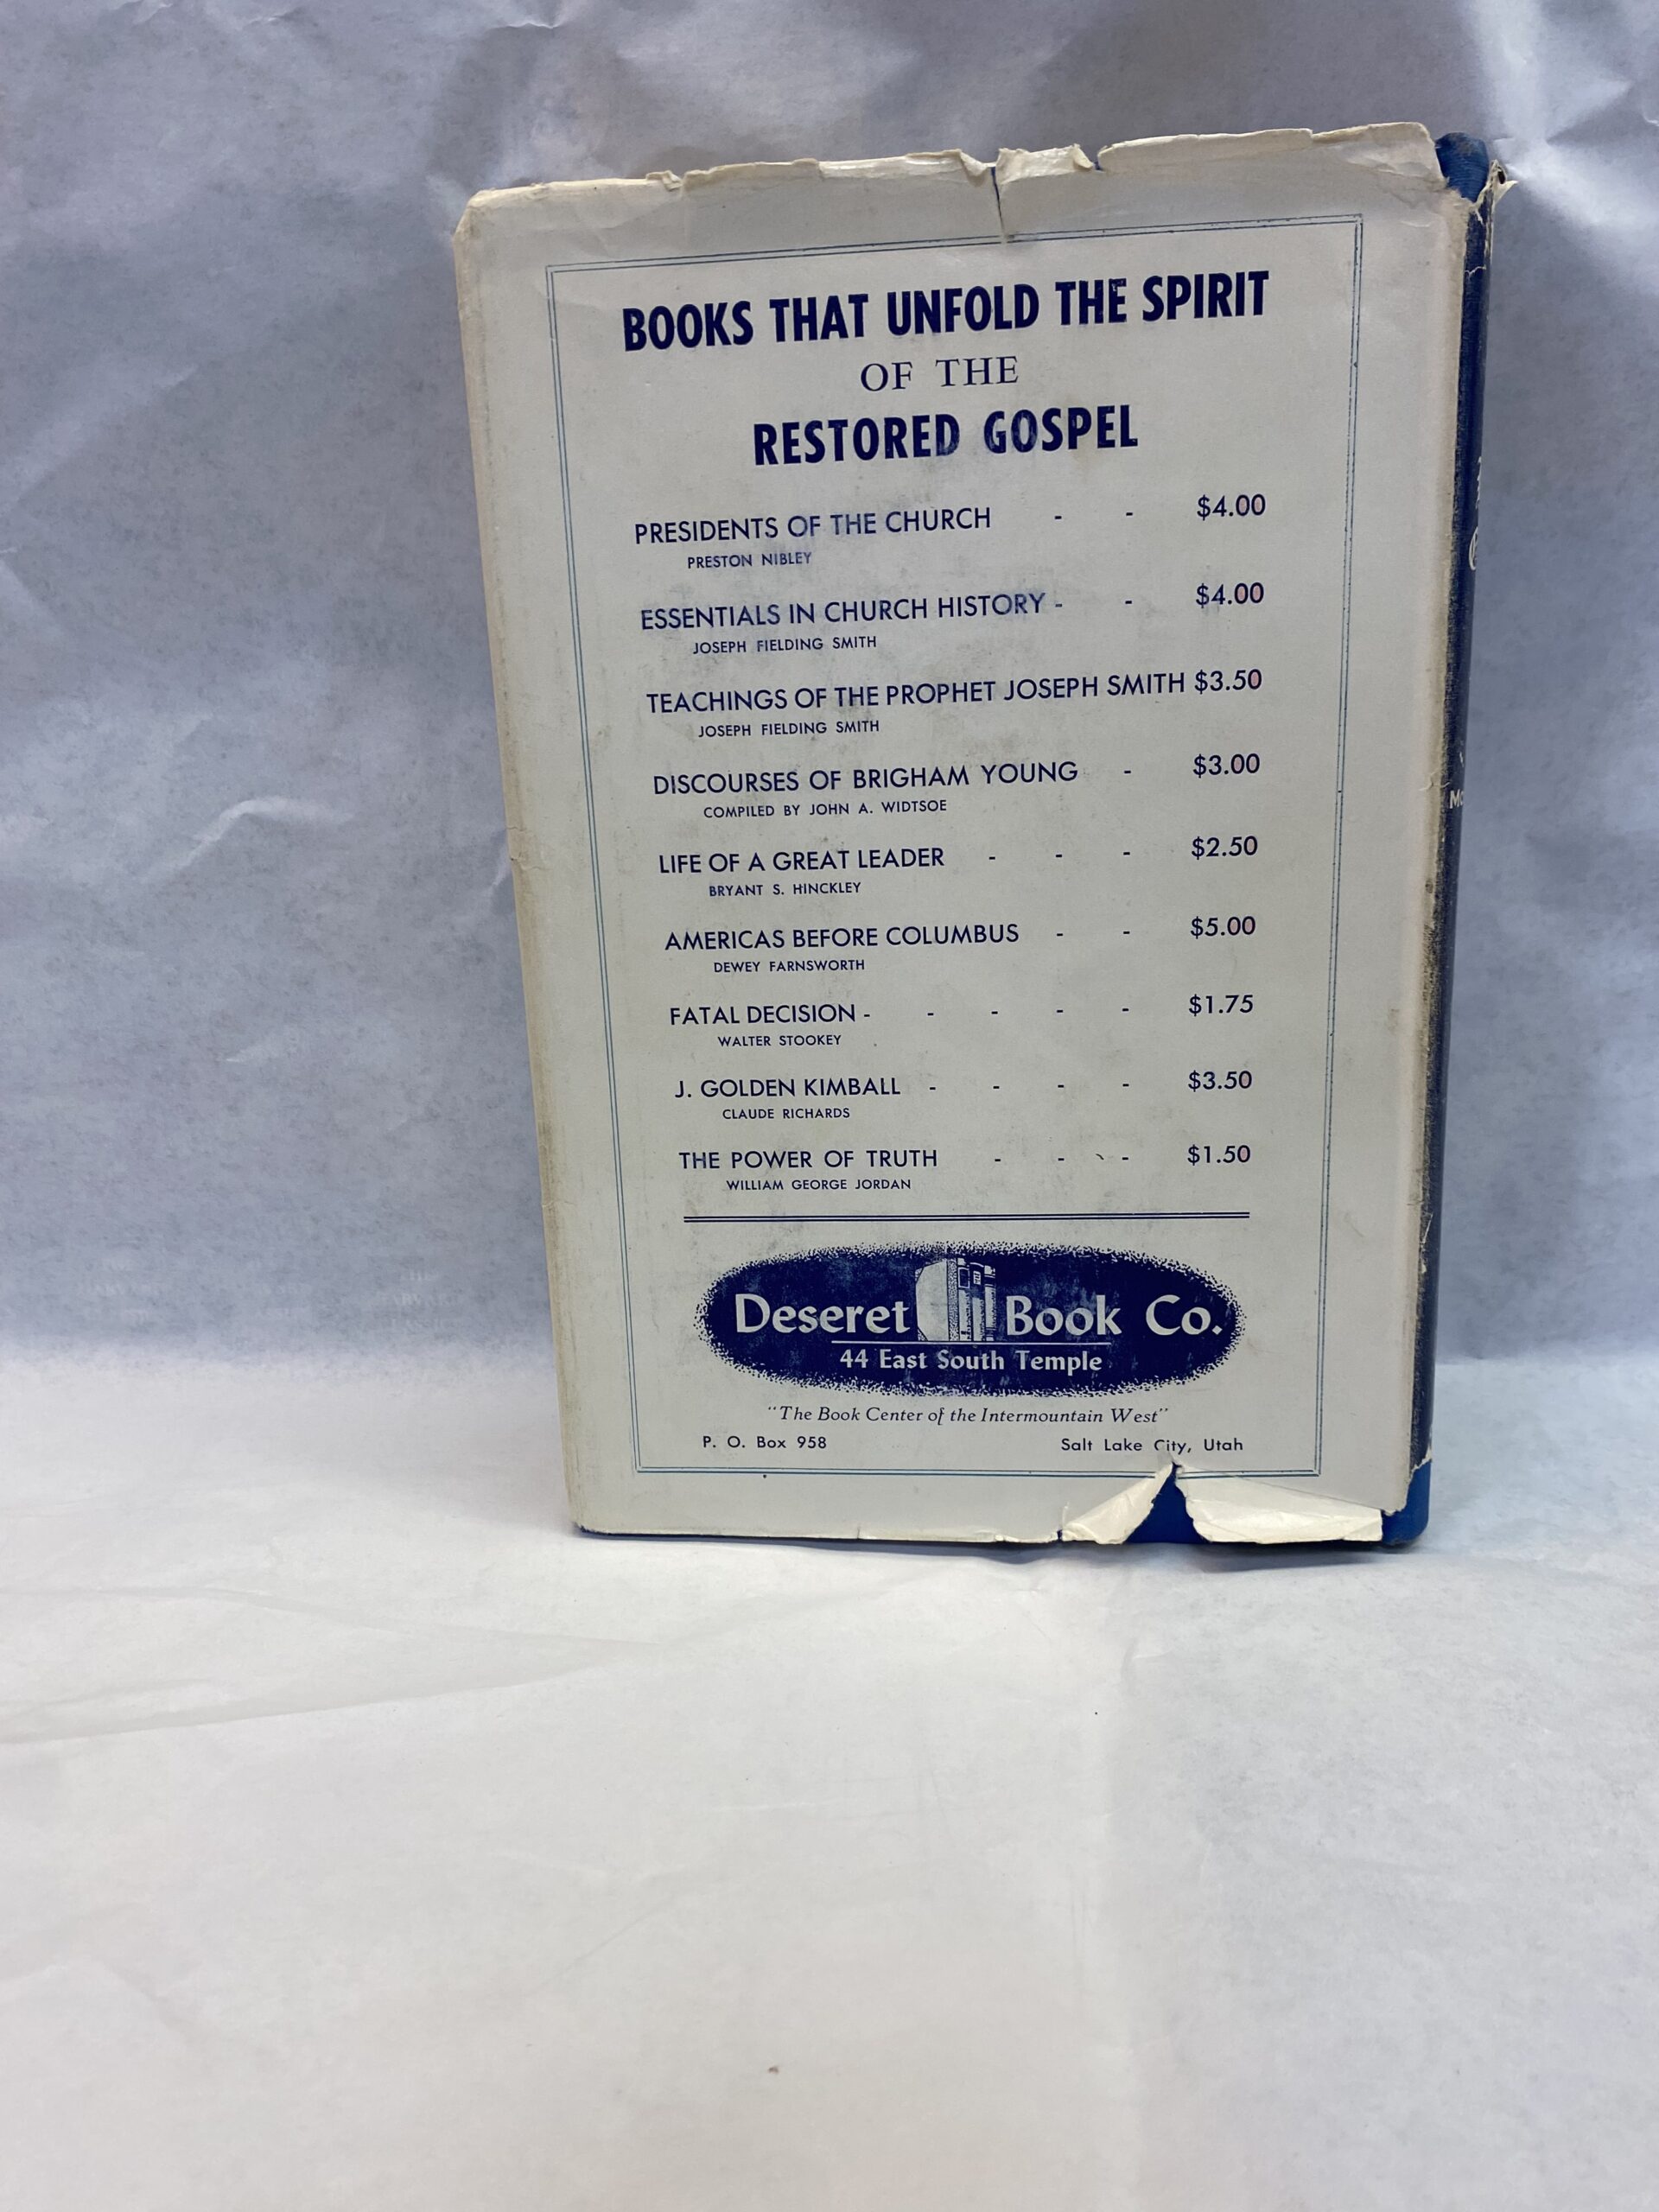 BOOKS THAT UNFOLD THE SPIRIT
OF THE
RESTORED GOSPEL
PRESIDENTS OF THE CHURCH - - $4.00
PRESTON NIBLEY
ESSENTIALS IN CHURCH HISTORY - - $4.00
JOSEPH FIELDING SMITH
TEACHINGS OF THE PROPHET JOSEPH SMITH $3.50
JOSEPH FIELDING SMITH
DISCOURSES OF BRIGHAM YOUNG - $3.00
COMPILED BY JOHN A. WIDTSOE
LIFE OF A GREAT LEADER - - - $2.50
BRYANT S. HINCKLEY
AMERICAS BEFORE COLUMBUS - - $5.00
DEWEY FARNSWORTH
FATAL DECISION - - - - - $1.75
WALTER STOOKEY
J. GOLDEN KIMBALL - - - - $3.50
CLAUDE RICHARDS
THE POWER OF TRUTH - - - $1.50
WILLIAM GEORGE JORDAN
Deseret Book Co.
44 East South Temple
"The Book Center of the Intermountain West"
P. O. Box 958 Salt Lake City, Utah